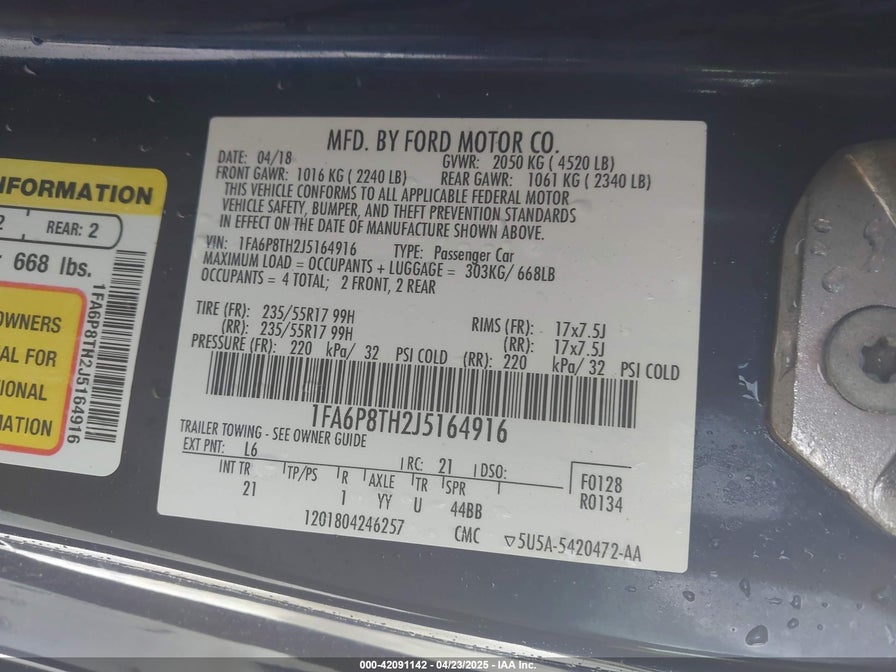 MFD. BY FORD MOTOR CO.
DATE: 04/18
GVWR: 2050 KG ( 4520 LB)
FRONT GAWR: 1016 KG ( 2240 LB)
REAR GAWR: 1061 KG ( 2340 LB)
THIS VEHICLE CONFORMS TO ALL APPLICABLE FEDERAL MOTOR
VEHICLE SAFETY, BUMPER, AND THEFT PREVENTION STANDARDS
IN EFFECT ON THE DATE OF MANUFACTURE SHOWN ABOVE.
VIN: 1FA6P8TH2J5164916 TYPE: Passenger Car
MAXIMUM LOAD = OCCUPANTS + LUGGAGE = 303KG/ 668LB
OCCUPANTS = 4 TOTAL; 2 FRONT, 2 REAR
TIRE (FR): 235/55R17 99H RIMS (FR): 17x7.5J
(RR): 235/55R17 99H (RR): 17x7.5J
PRESSURE (FR): 220 kPa/ 32 PSI COLD (RR): 220 kPa/ 32 PSI COLD
1FA6P8TH2J5164916
TRAILER TOWING - SEE OWNER GUIDE
EXT PNT: L6 RC: 21 DSO:
INT TR TP/PS R AXLE TR SPR
21 1 YY U 44BB
F0128
R0134
1201804246257 CMC ▽5U5A-5420472-AA
INFORMATION
2 REAR: 2
668 lbs.
OWNERS
AL FOR
IONAL
MATION
1FA6P8TH2J5164916
000-42091142 - 04/23/2025 - IAA Inc.